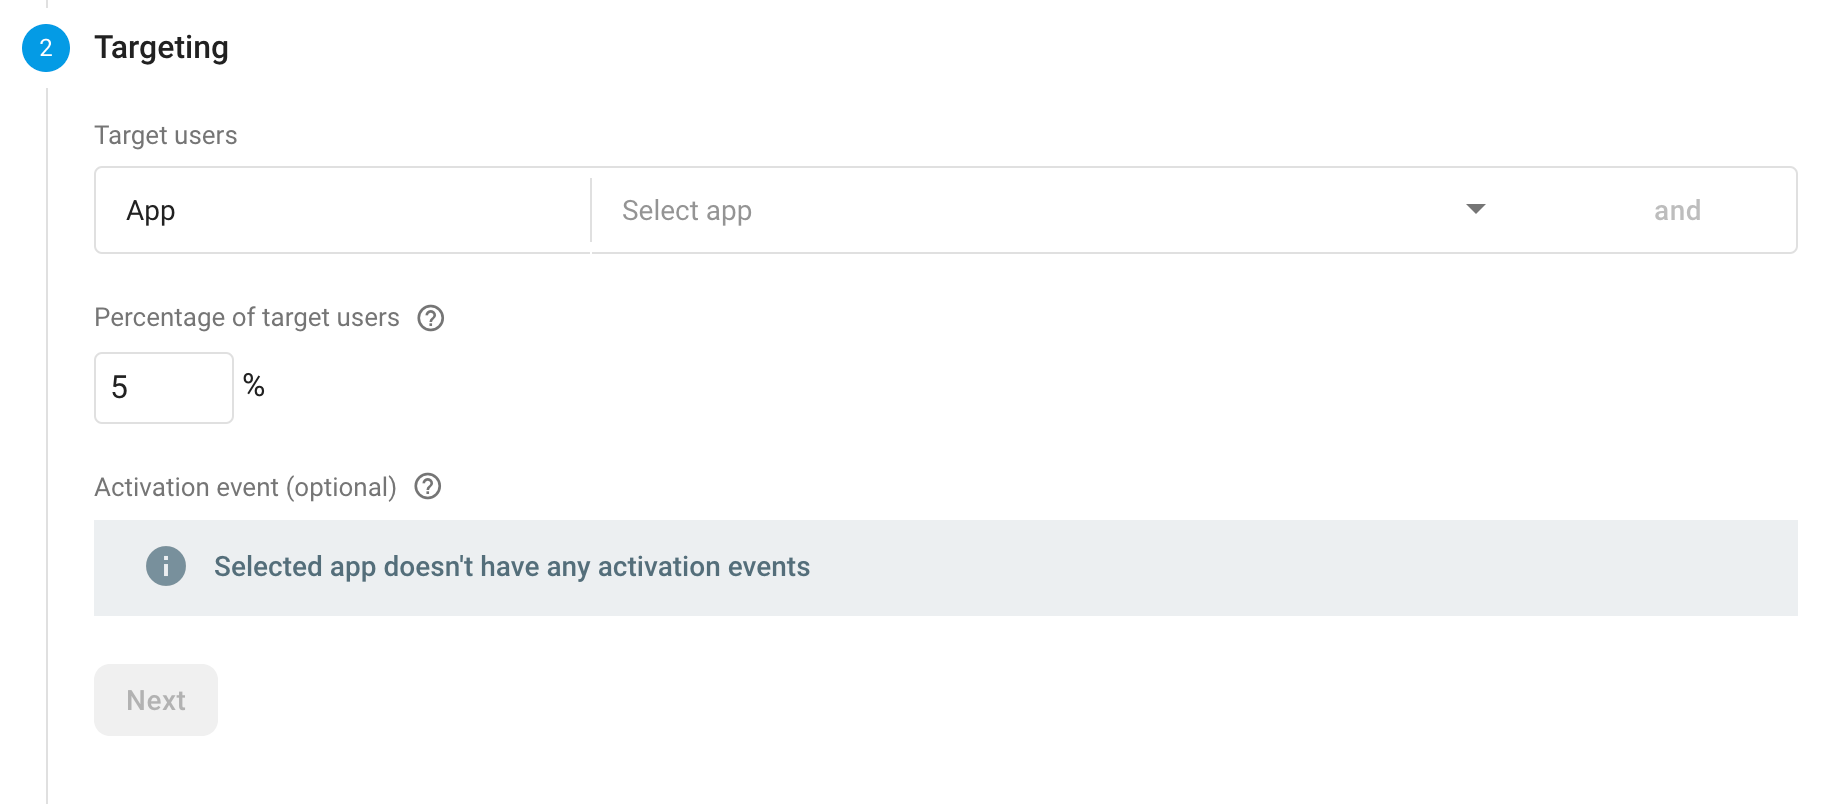 2 Targeting
Target users
App Select app and
Percentage of target users
5 %
Activation event (optional)
Selected app doesn't have any activation events
Next